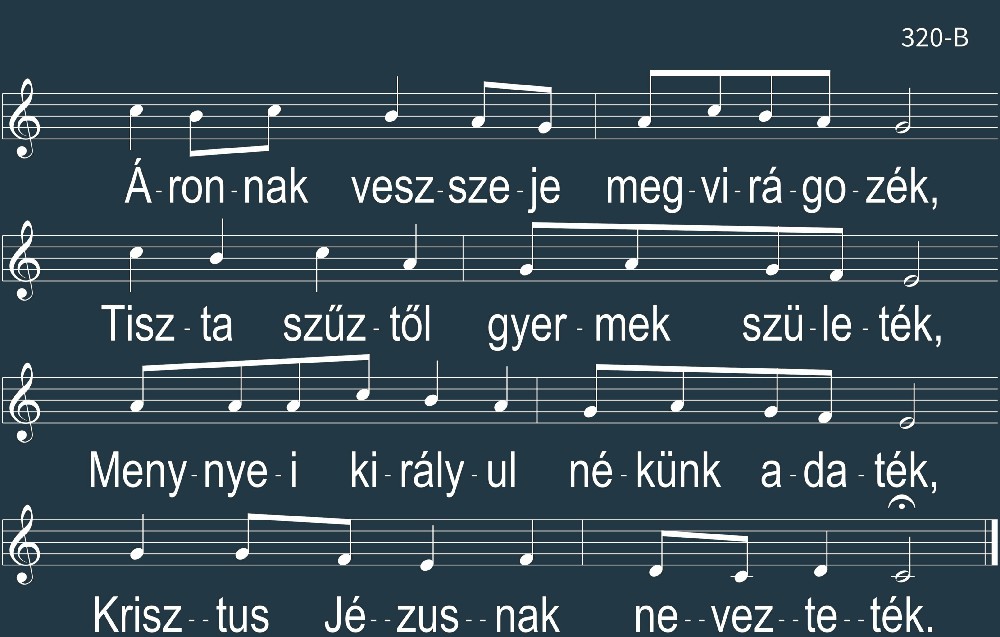 320-B
Á-ron-nak vesz-sze-je meg-vi-rá-go-zék,
Tisz-ta szűz-től gyer-mek szü-le-ték,
Meny-nye-i ki-rály-ul né-künk a-da-ték,
Krisz--tus Jé--zus--nak ne--vez--te--ték.